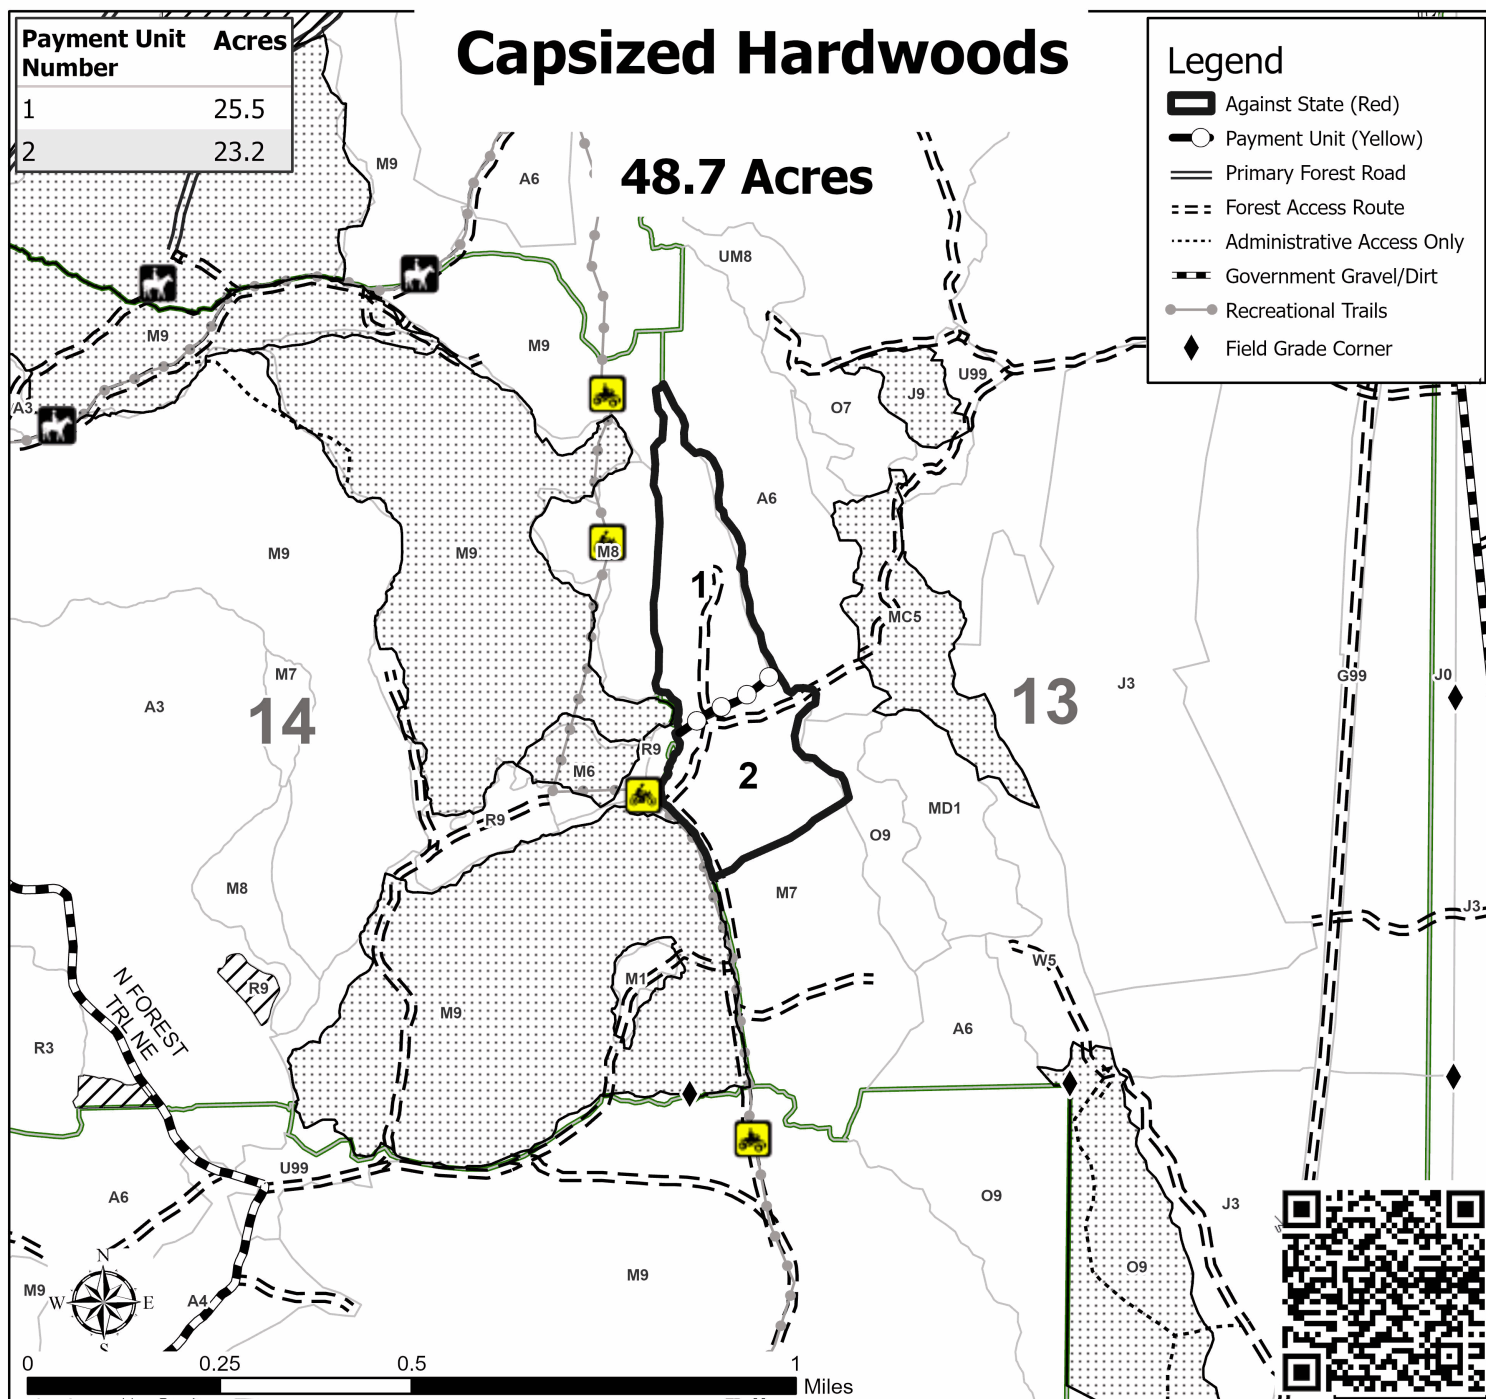 Capsized Hardwoods
48.7 Acres
Payment Unit Number Acres
1 25.5
2 23.2
Legend
Against State (Red)
Payment Unit (Yellow)
Primary Forest Road
Forest Access Route
Administrative Access Only
Government Gravel/Dirt
Recreational Trails
Field Grade Corner
M9
A6
UM8
M9
M9
U99
J9
O7
A3
A6
M9
M9
M8
1
MC5
M7
A3
14
13
J3
G99
J0
R9
M6
2
R9
MD1
O9
M8
M7
J3
W5
R9
M1
N FOREST
TRL NE
M9
A6
R3
U99
A6
O9
J3
O9
M9
M9
A4
N
W E
S
0 0.25 0.5 1
Miles